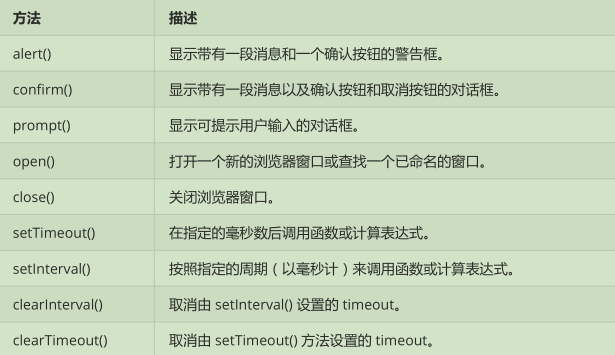 方法 描述
alert() 显示带有一段消息和一个确认按钮的警告框。
confirm() 显示带有一段消息以及确认按钮和取消按钮的对话框。
prompt() 显示可提示用户输入的对话框。
open() 打开一个新的浏览器窗口或查找一个已命名的窗口。
close() 关闭浏览器窗口。
setTimeout() 在指定的毫秒数后调用函数或计算表达式。
setInterval() 按照指定的周期（以毫秒计）来调用函数或计算表达式。
clearInterval() 取消由 setInterval() 设置的 timeout。
clearTimeout() 取消由 setTimeout() 方法设置的 timeout。